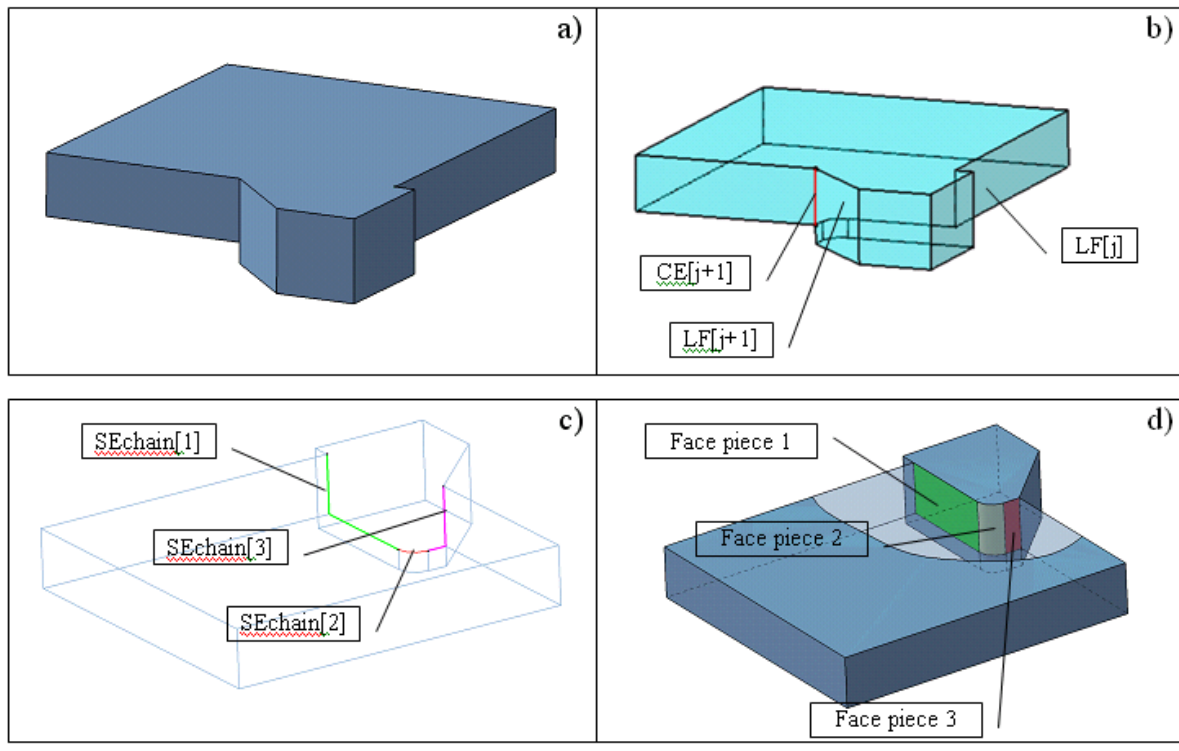 a)
b)
CE[j+1]
LF[j]
LF[j+1]
c)
d)
SEchain[1]
Face piece 1
SEchain[3]
Face piece 2
SEchain[2]
Face piece 3